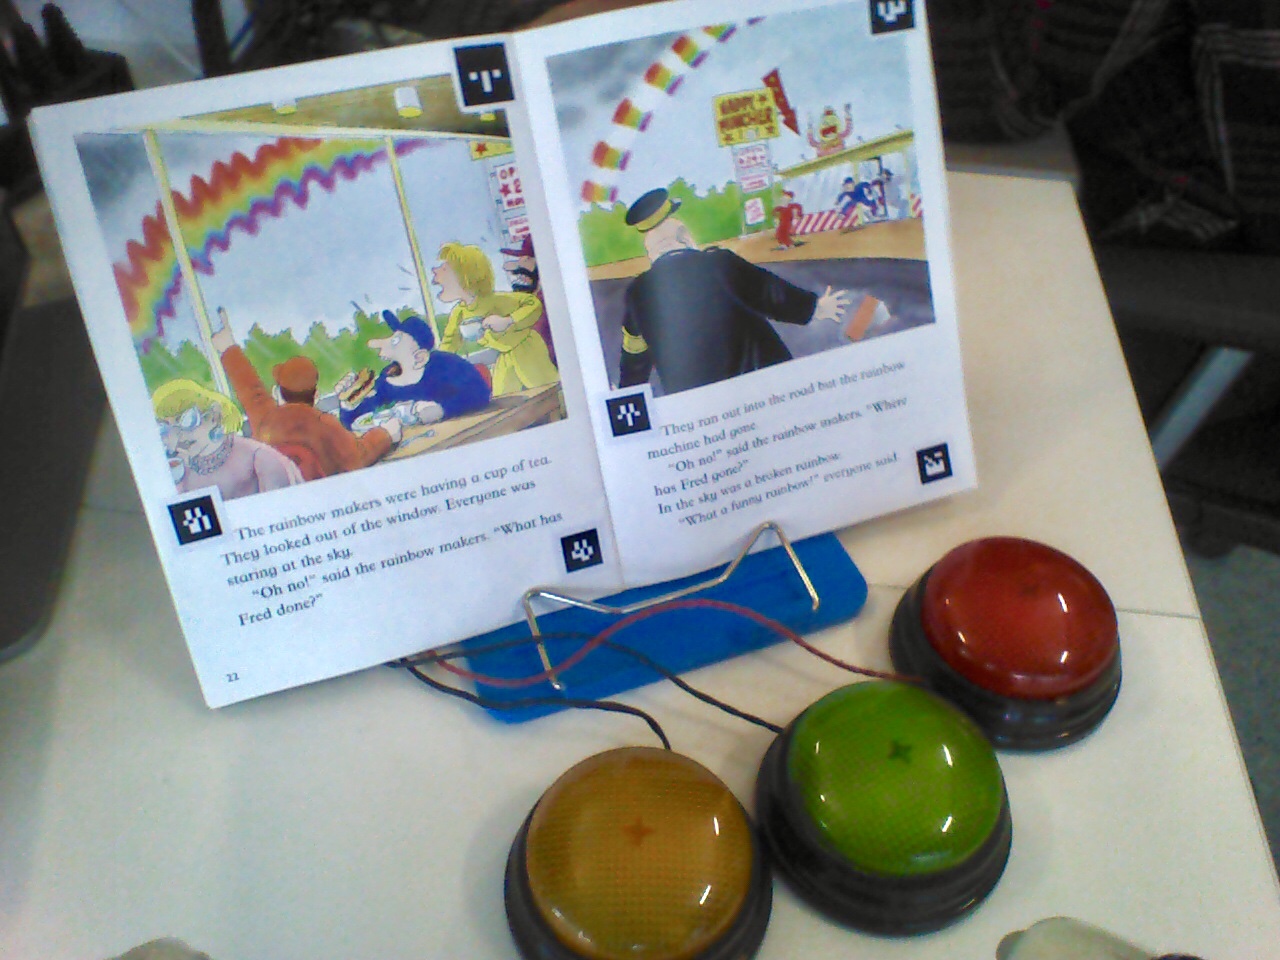 The rainbow makers were having a cup of tea.
They looked out of the window. Everyone was
staring at the sky.
"Oh no!" said the rainbow makers. "What has
Fred done?"
22
They ran out into the road but the rainbow
machine had gone.
"Oh no!" said the rainbow makers. "Where
has Fred gone?"
In the sky was a broken rainbow.
"What a funny rainbow!" everyone said.